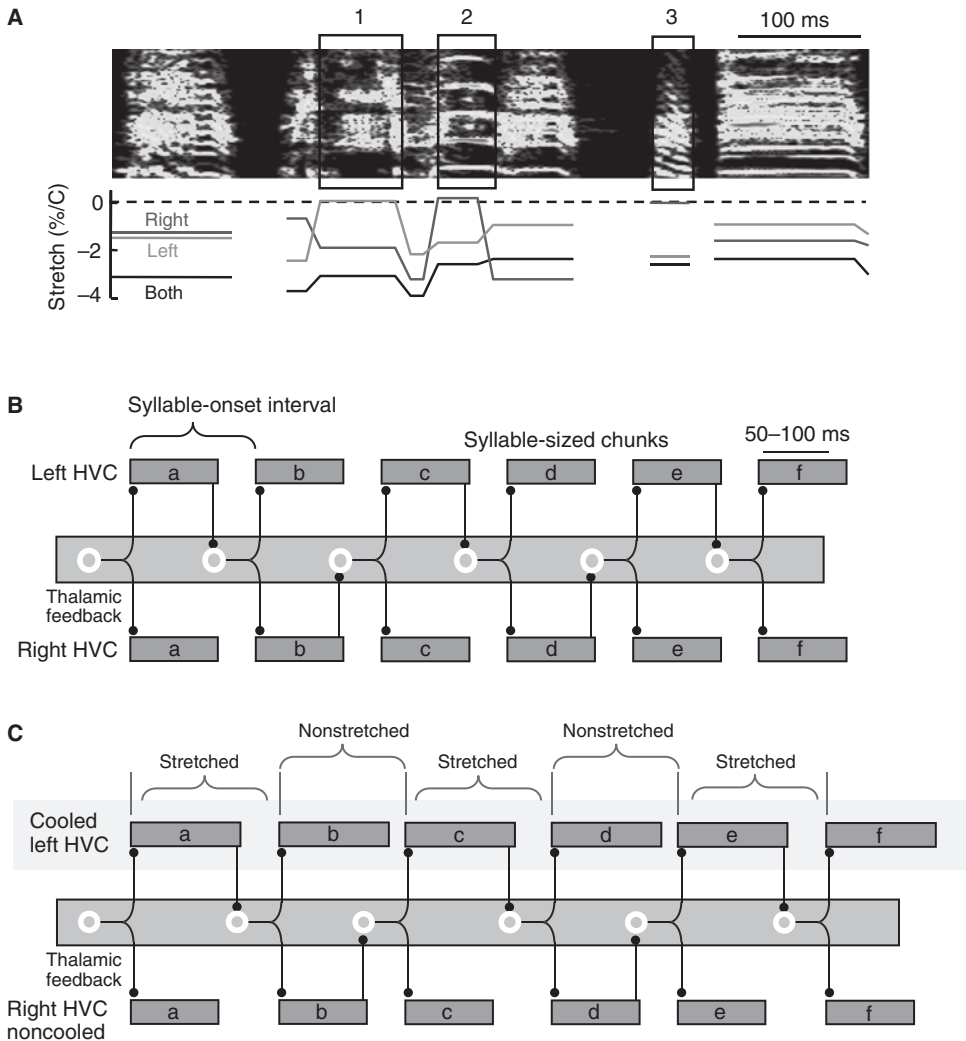 A
1 2 3 100 ms
0
Right
Left
–2
Both
–4
Stretch (%/C)
B
Syllable-onset interval
Syllable-sized chunks
50–100 ms
Left HVC a b c d e f
Thalamic
feedback
Right HVC a b c d e f
C
Nonstretched Nonstretched
Stretched Stretched Stretched
Cooled
left HVC
a b c d e f
Thalamic
feedback
Right HVC
noncooled
a b c d e f